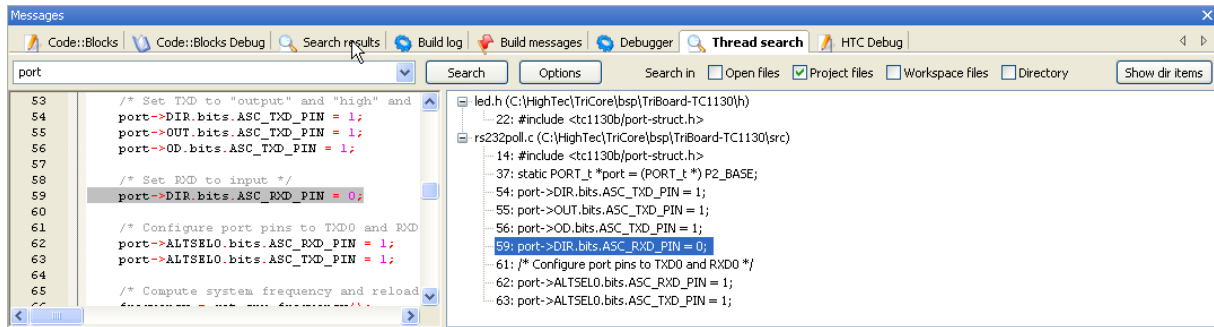 Messages
Code::Blocks Code::Blocks Debug Search results Build log Build messages Debugger Thread search HTC Debug
port Search Options Search in Open files Project files Workspace files Directory Show dir items
53 /* Set TXD to "output" and "high" and
54 port->DIR.bits.ASC_TXD_PIN = 1;
55 port->OUT.bits.ASC_TXD_PIN = 1;
56 port->OD.bits.ASC_TXD_PIN = 1;
57
58 /* Set RXD to input */
59 port->DIR.bits.ASC_RXD_PIN = 0;
60
61 /* Configure port pins to TXD0 and RXD
62 port->ALTSEL0.bits.ASC_RXD_PIN = 1;
63 port->ALTSEL0.bits.ASC_TXD_PIN = 1;
64
65 /* Compute system frequency and reload
led.h (C:\HighTec\TriCore\bsp\TriBoard-TC1130\h)
22: #include <tc1130b/port-struct.h>
rs232poll.c (C:\HighTec\TriCore\bsp\TriBoard-TC1130\src)
14: #include <tc1130b/port-struct.h>
37: static PORT_t *port = (PORT_t *) P2_BASE;
54: port->DIR.bits.ASC_TXD_PIN = 1;
55: port->OUT.bits.ASC_TXD_PIN = 1;
56: port->OD.bits.ASC_TXD_PIN = 1;
59: port->DIR.bits.ASC_RXD_PIN = 0;
61: /* Configure port pins to TXD0 and RXD0 */
62: port->ALTSEL0.bits.ASC_RXD_PIN = 1;
63: port->ALTSEL0.bits.ASC_TXD_PIN = 1;